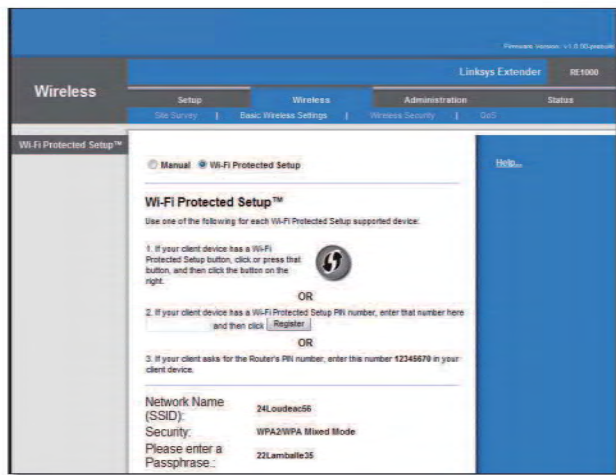 Firmware Version: v1.0.00-prebuild
Linksys Extender RE1000
Wireless
Setup Wireless Administration Status
Site Survey | Basic Wireless Settings | Wireless Security | QoS
Wi-Fi Protected Setup™
Manual Wi-Fi Protected Setup
Help...
Wi-Fi Protected Setup™
Use one of the following for each Wi-Fi Protected Setup supported device:
1. If your client device has a Wi-Fi
Protected Setup button, click or press that
button, and then click the button on the
right.
OR
2. If your client device has a Wi-Fi Protected Setup PIN number, enter that number here
and then click Register
OR
3. If your client asks for the Router's PIN number, enter this number 12345670 in your
client device.
Network Name
(SSID): 24Loudeac56
Security: WPA2/WPA Mixed Mode
Please enter a
Passphrase.: 22Lamballe35